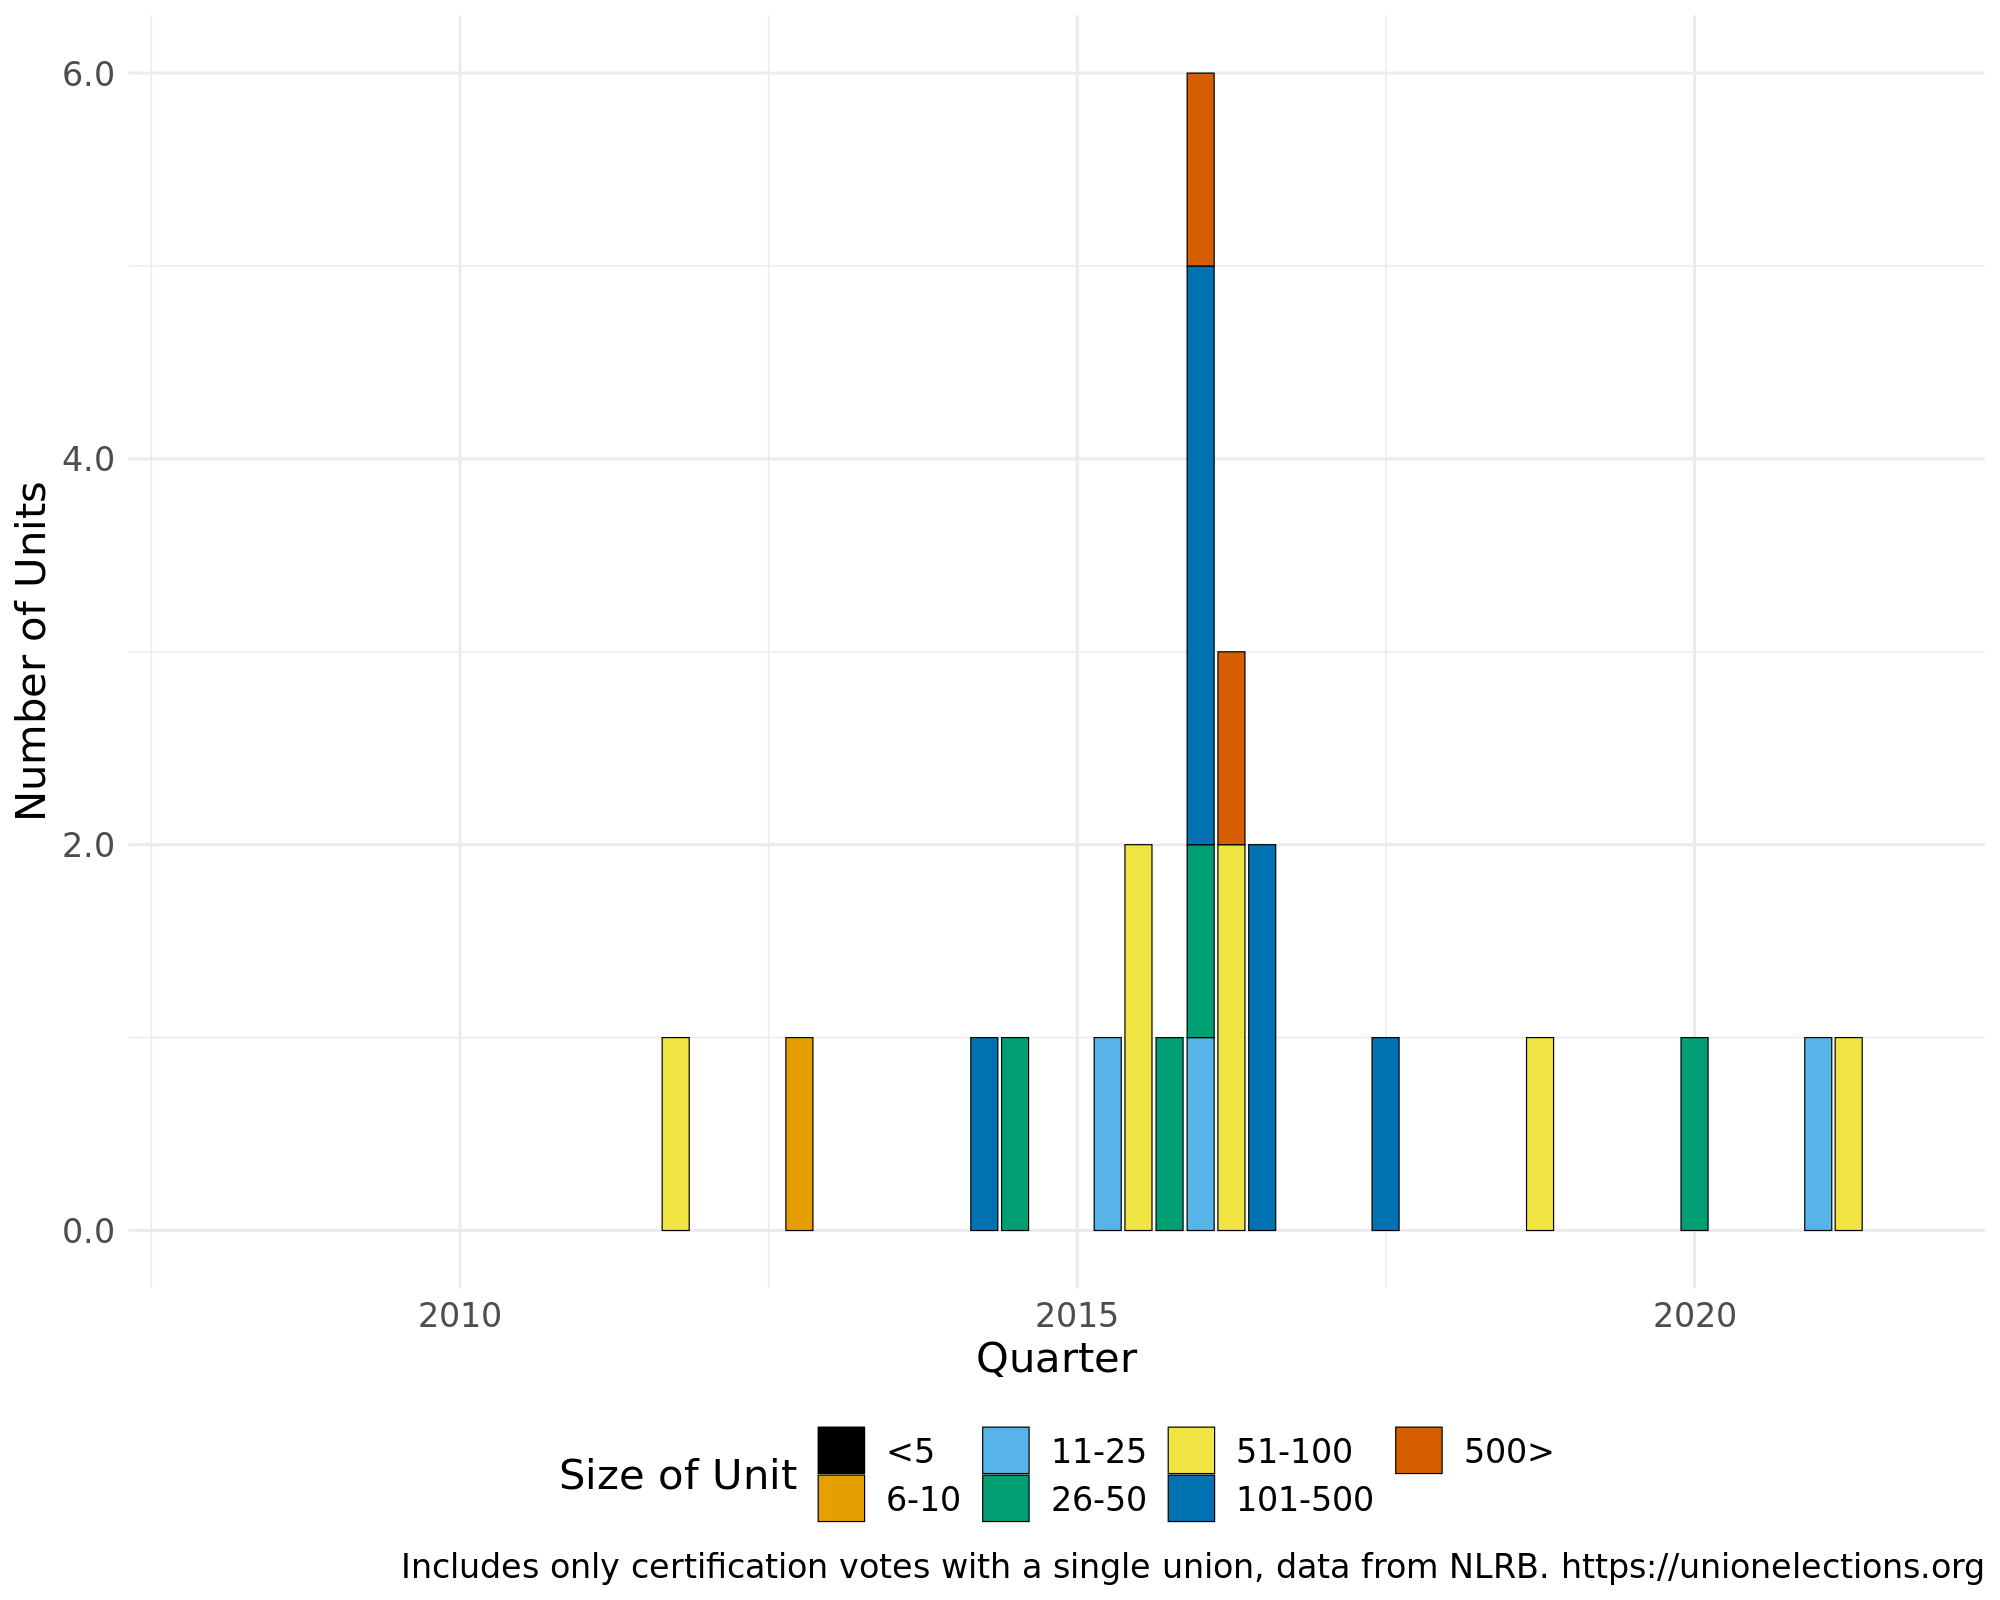 6.0
4.0
2.0
0.0
Number of Units
2010 2015 2020
Quarter
Size of Unit
<5 11-25 51-100 500>
6-10 26-50 101-500
Includes only certification votes with a single union, data from NLRB. https://unionelections.org